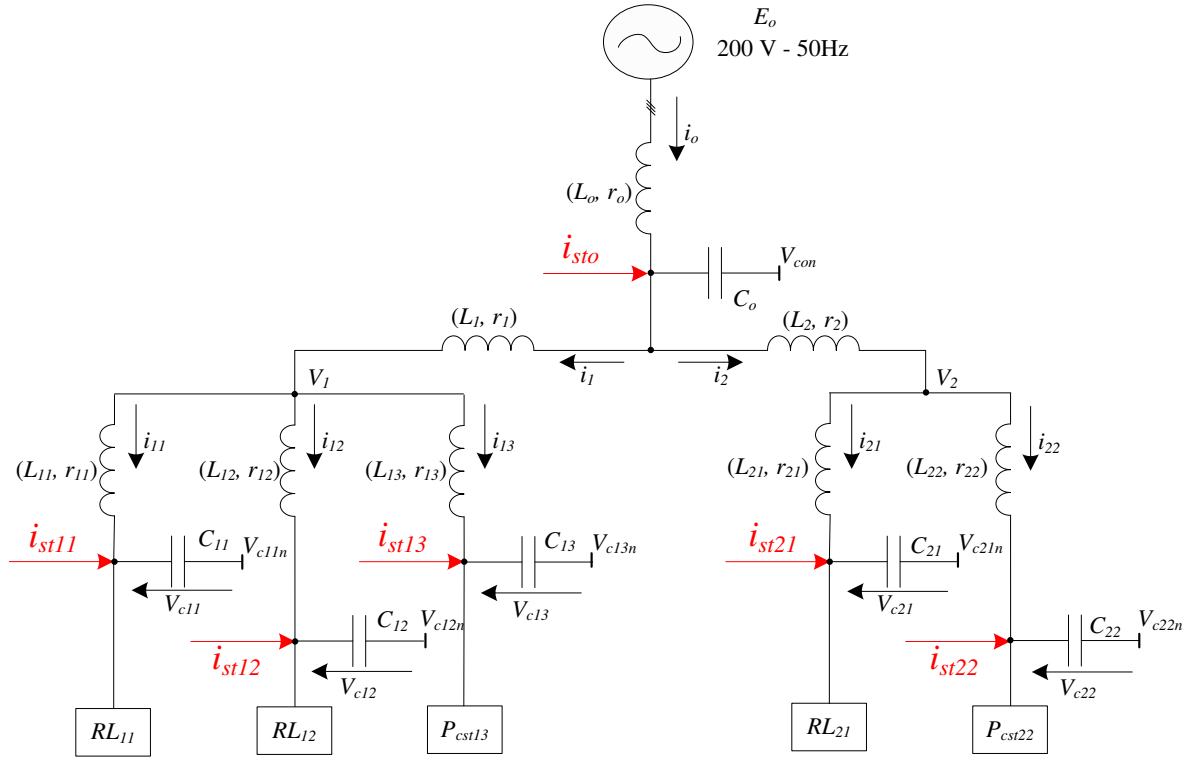 E_o
200 V - 50Hz
i_o
(L_o, r_o)
i_sto
V_con
C_o
(L_1, r_1)
(L_2, r_2)
i_1
i_2
V_1
V_2
i_11
i_12
i_13
i_21
i_22
(L_11, r_11)
(L_12, r_12)
(L_13, r_13)
(L_21, r_21)
(L_22, r_22)
i_st11
C_11
V_c11n
i_st13
C_13
V_c13n
i_st21
C_21
V_c21n
V_c11
V_c13
V_c21
i_st12
C_12
V_c12n
i_st22
C_22
V_c22n
V_c12
V_c22
RL_11
RL_12
P_cst13
RL_21
P_cst22